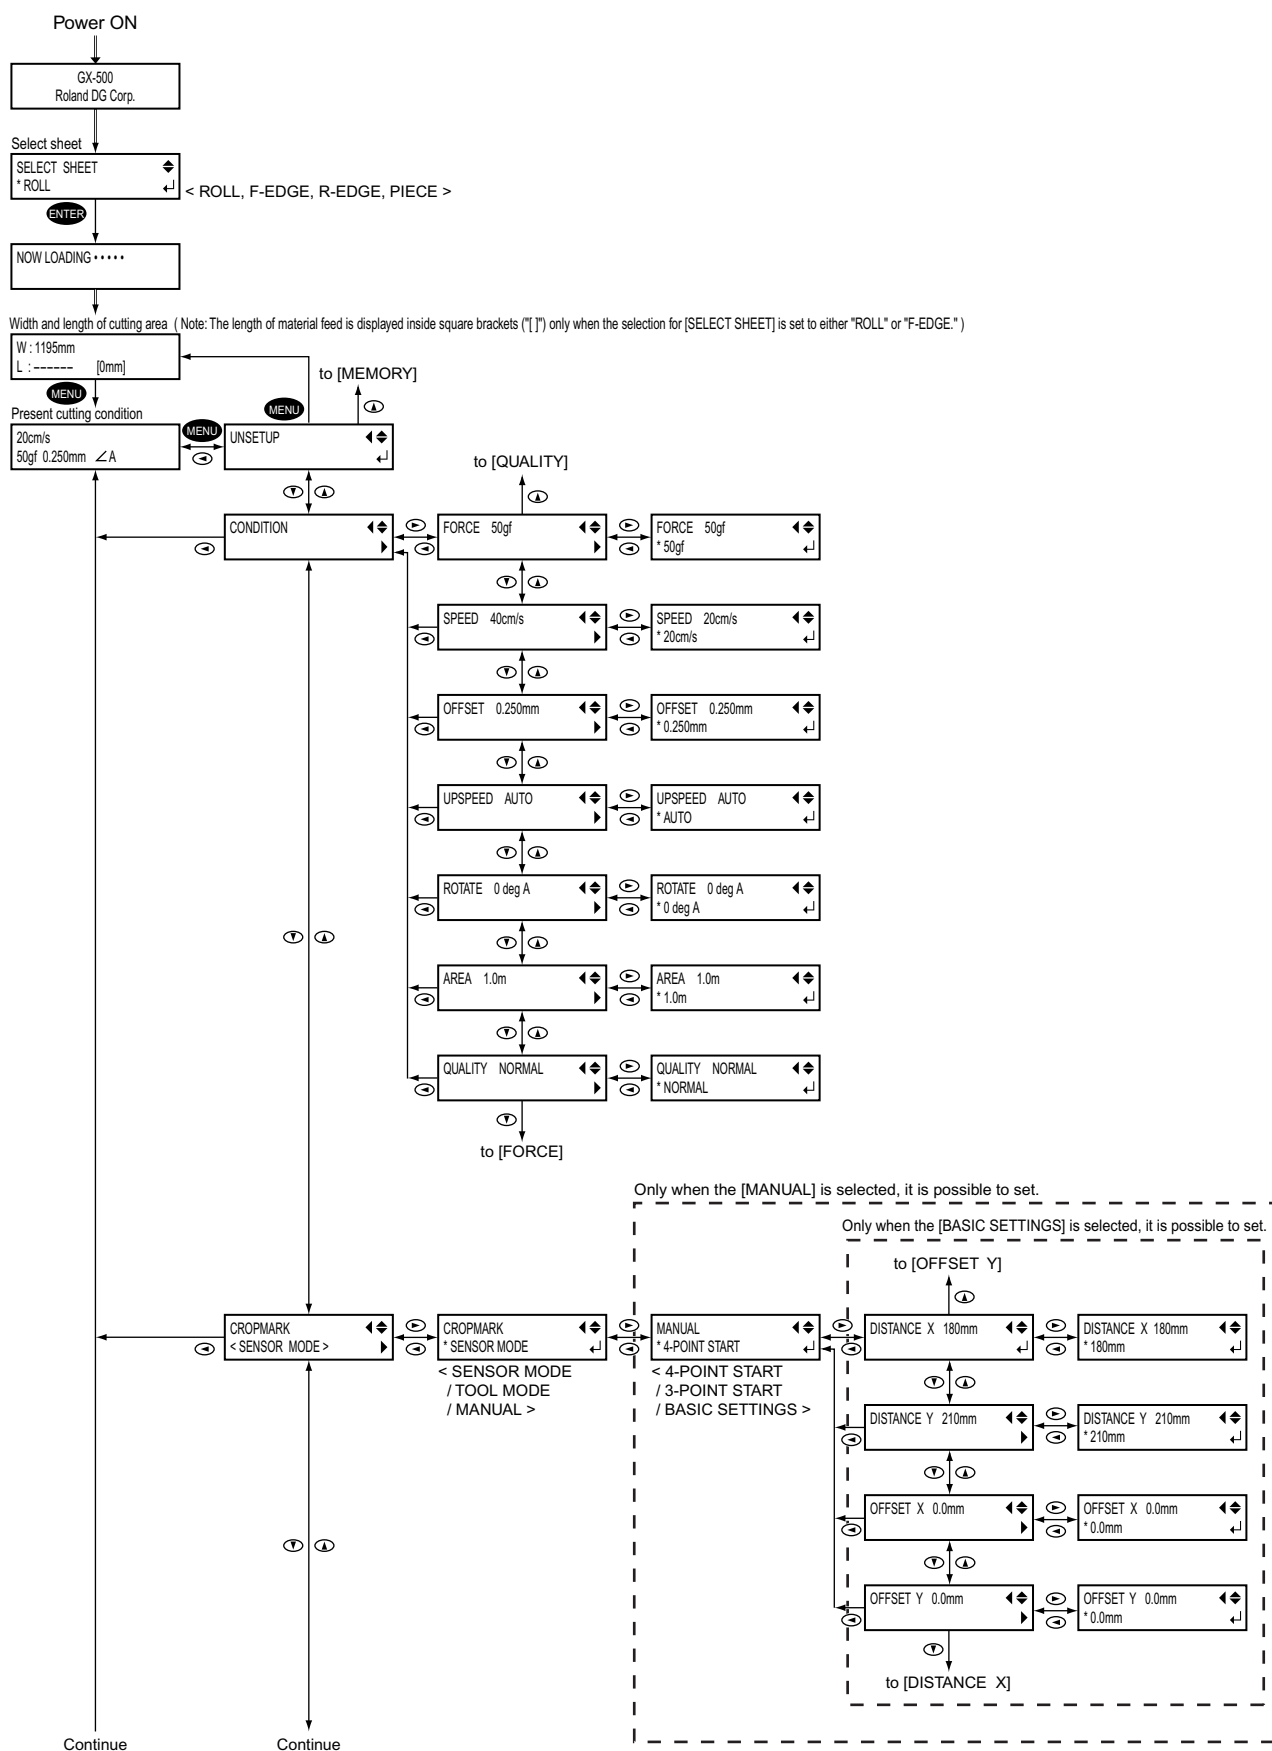 Power ON
GX-500
Roland DG Corp.
Select sheet
SELECT SHEET
* ROLL
< ROLL, F-EDGE, R-EDGE, PIECE >
ENTER
NOW LOADING • • • • •
Width and length of cutting area ( Note: The length of material feed is displayed inside square brackets ("[ ]") only when the selection for [SELECT SHEET] is set to either "ROLL" or "F-EDGE." )
W : 1195mm
L : ------ [0mm]
to [MEMORY]
MENU
MENU
Present cutting condition
20cm/s
50gf 0.250mm ∠A
MENU
UNSETUP
to [QUALITY]
CONDITION
FORCE 50gf
FORCE 50gf
* 50gf
SPEED 40cm/s
SPEED 20cm/s
* 20cm/s
OFFSET 0.250mm
OFFSET 0.250mm
* 0.250mm
UPSPEED AUTO
UPSPEED AUTO
* AUTO
ROTATE 0 deg A
ROTATE 0 deg A
* 0 deg A
AREA 1.0m
AREA 1.0m
* 1.0m
QUALITY NORMAL
QUALITY NORMAL
* NORMAL
to [FORCE]
Only when the [MANUAL] is selected, it is possible to set.
Only when the [BASIC SETTINGS] is selected, it is possible to set.
to [OFFSET Y]
CROPMARK
< SENSOR MODE >
CROPMARK
* SENSOR MODE
< SENSOR MODE
/ TOOL MODE
/ MANUAL >
MANUAL
* 4-POINT START
< 4-POINT START
/ 3-POINT START
/ BASIC SETTINGS >
DISTANCE X 180mm
DISTANCE X 180mm
* 180mm
DISTANCE Y 210mm
DISTANCE Y 210mm
* 210mm
OFFSET X 0.0mm
OFFSET X 0.0mm
* 0.0mm
OFFSET Y 0.0mm
OFFSET Y 0.0mm
* 0.0mm
to [DISTANCE X]
Continue
Continue